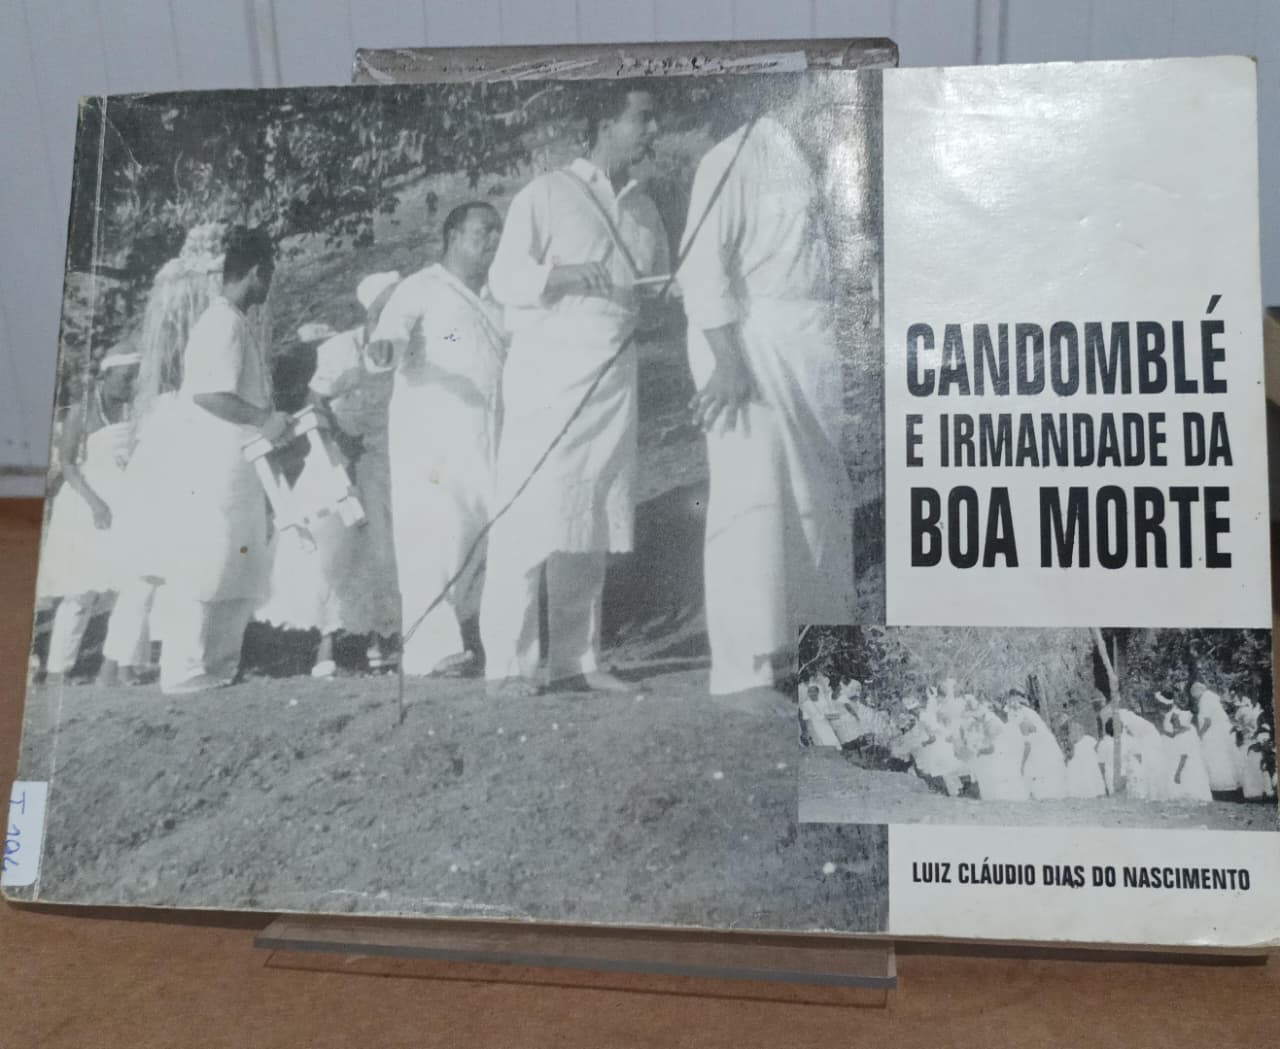 CANDOMBLÉ
E IRMANDADE DA
BOA MORTE
LUIZ CLÁUDIO DIAS DO NASCIMENTO